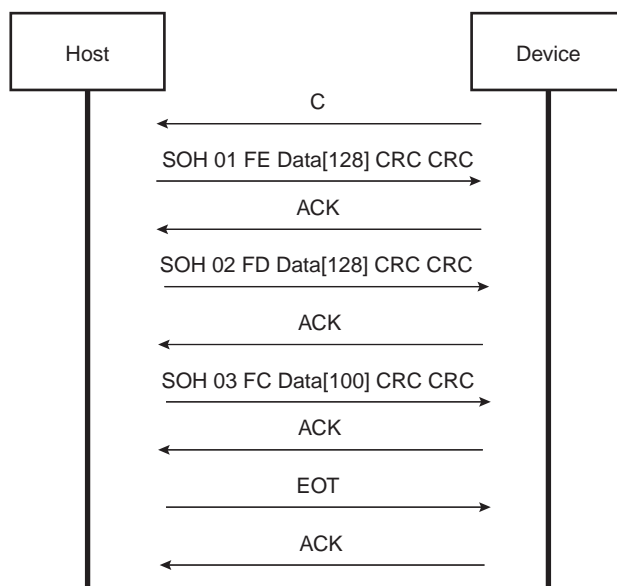 Host
Device
C
SOH 01 FE Data[128] CRC CRC
ACK
SOH 02 FD Data[128] CRC CRC
ACK
SOH 03 FC Data[100] CRC CRC
ACK
EOT
ACK